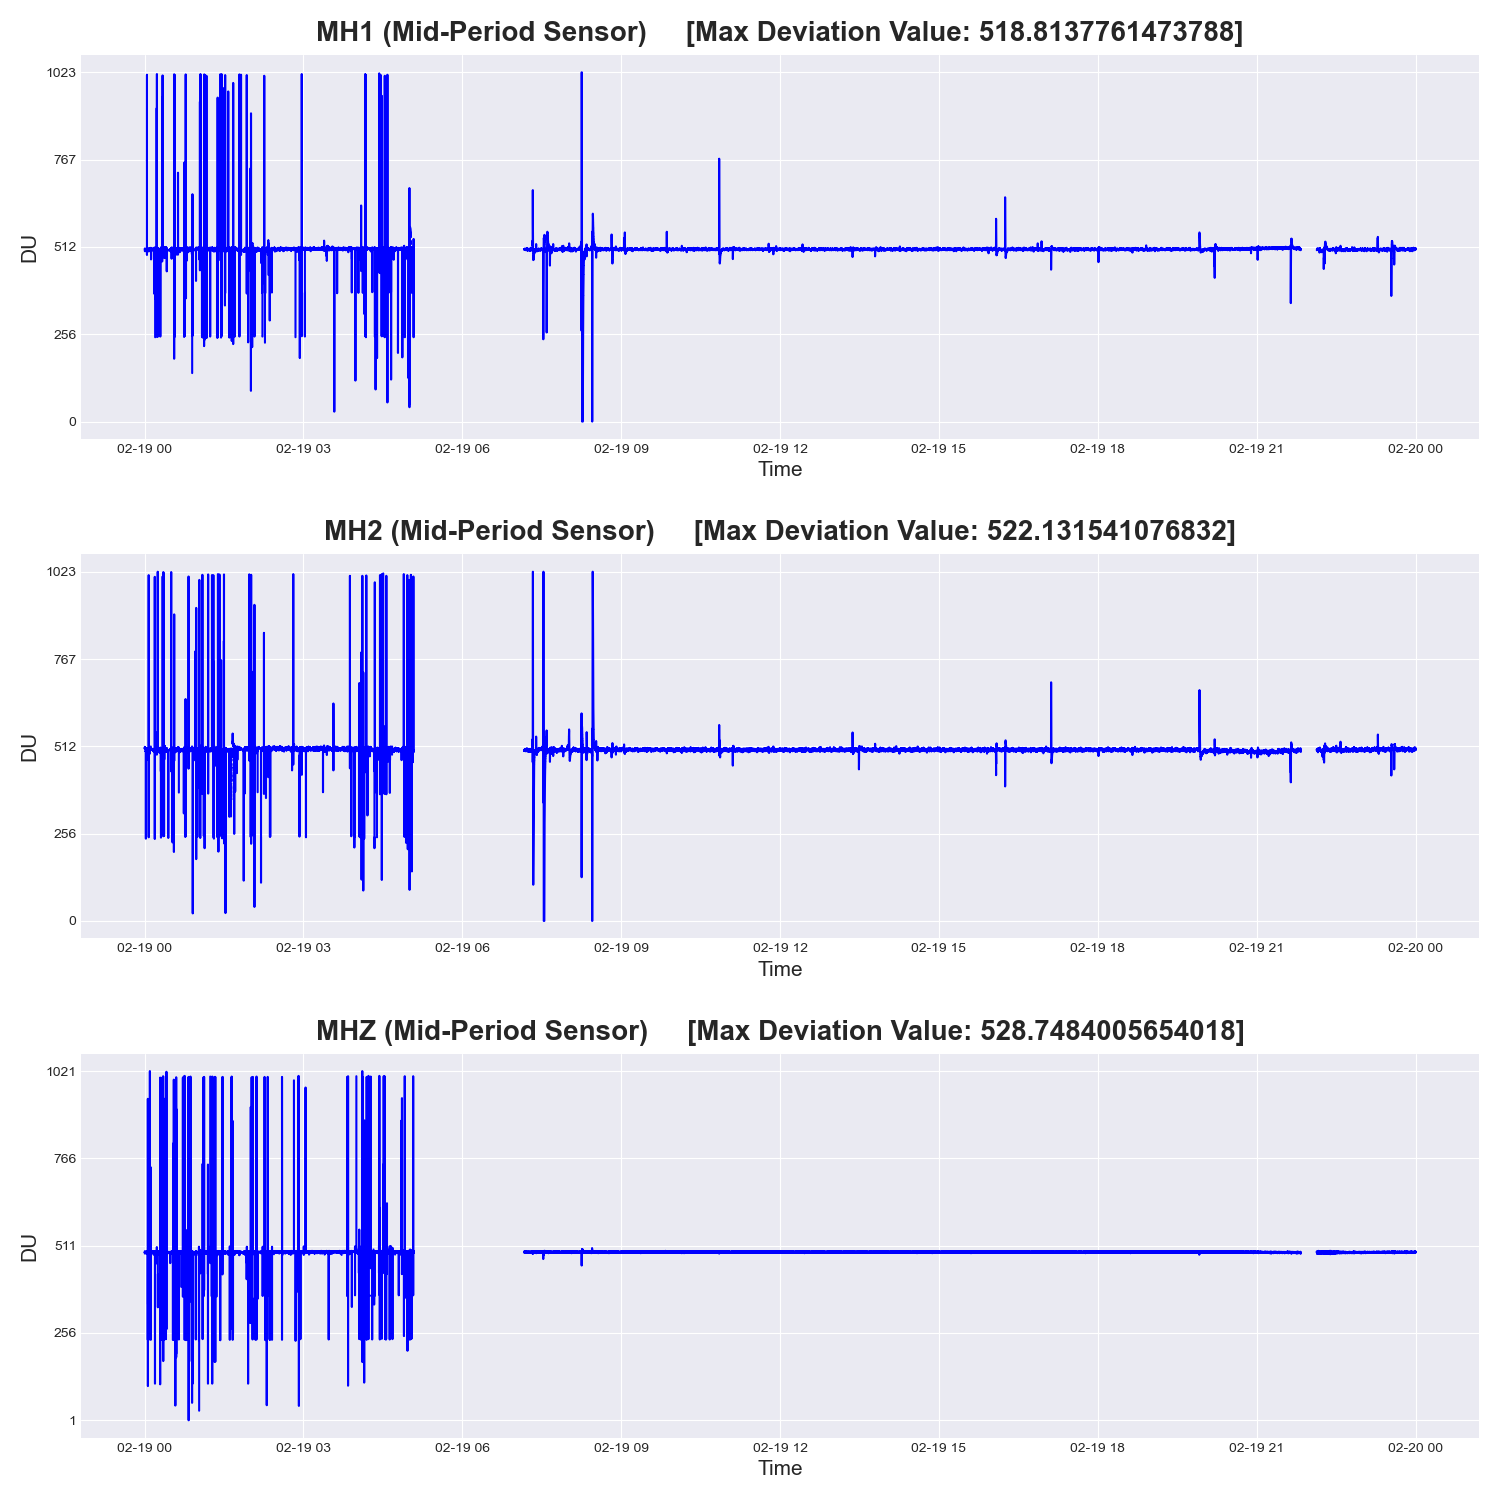 MH1 (Mid-Period Sensor) [Max Deviation Value: 518.8137761473788]
1023
767
512
256
0
DU
02-19 00 02-19 03 02-19 06 02-19 09 02-19 12 02-19 15 02-19 18 02-19 21 02-20 00
Time
MH2 (Mid-Period Sensor) [Max Deviation Value: 522.131541076832]
1023
767
512
256
0
DU
02-19 00 02-19 03 02-19 06 02-19 09 02-19 12 02-19 15 02-19 18 02-19 21 02-20 00
Time
MHZ (Mid-Period Sensor) [Max Deviation Value: 528.7484005654018]
1021
766
511
256
1
DU
02-19 00 02-19 03 02-19 06 02-19 09 02-19 12 02-19 15 02-19 18 02-19 21 02-20 00
Time